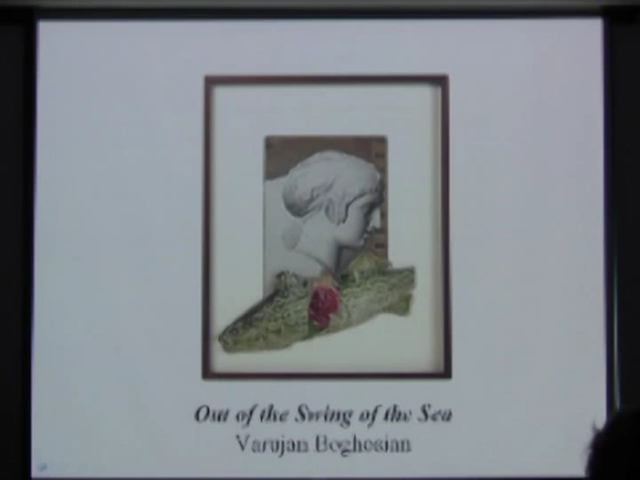 Out of the Swing of the Sea
Varujan Boghosian